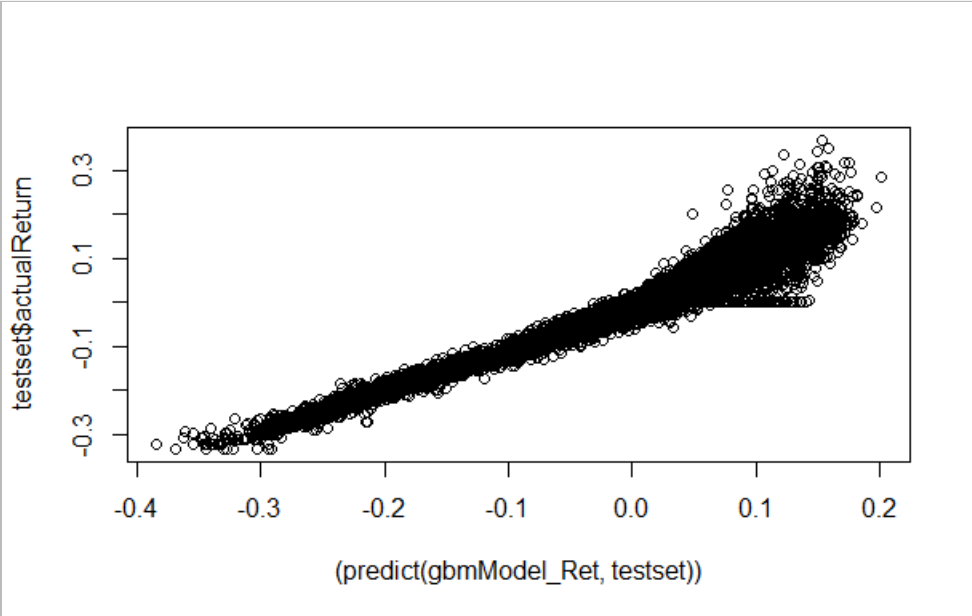 testset$actualReturn
0.3
0.1
-0.1
-0.3
-0.4 -0.3 -0.2 -0.1 0.0 0.1 0.2
(predict(gbmModel_Ret, testset))